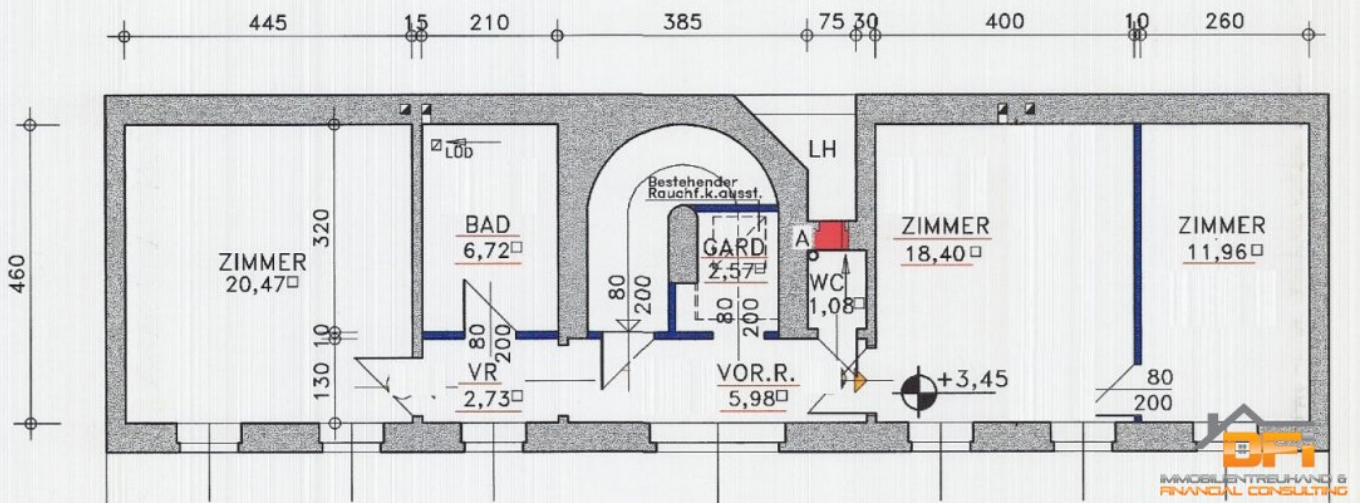 445 15 210 385 75 30 400 10 260
LH
LÜD
Bestehender
Rauchf.k.ausst.
460
320
10
130
ZIMMER
20,47□
BAD
6,72□
80
200
VR
2,73□
80
200
GARD
2,57□
80
200
VOR.R.
5,98□
A
WC
1,08□
ZIMMER
18,40□
+3,45
ZIMMER
11,96□
80
200
DFI
IMMOBILIENTREUHAND &
FINANCIAL CONSULTING